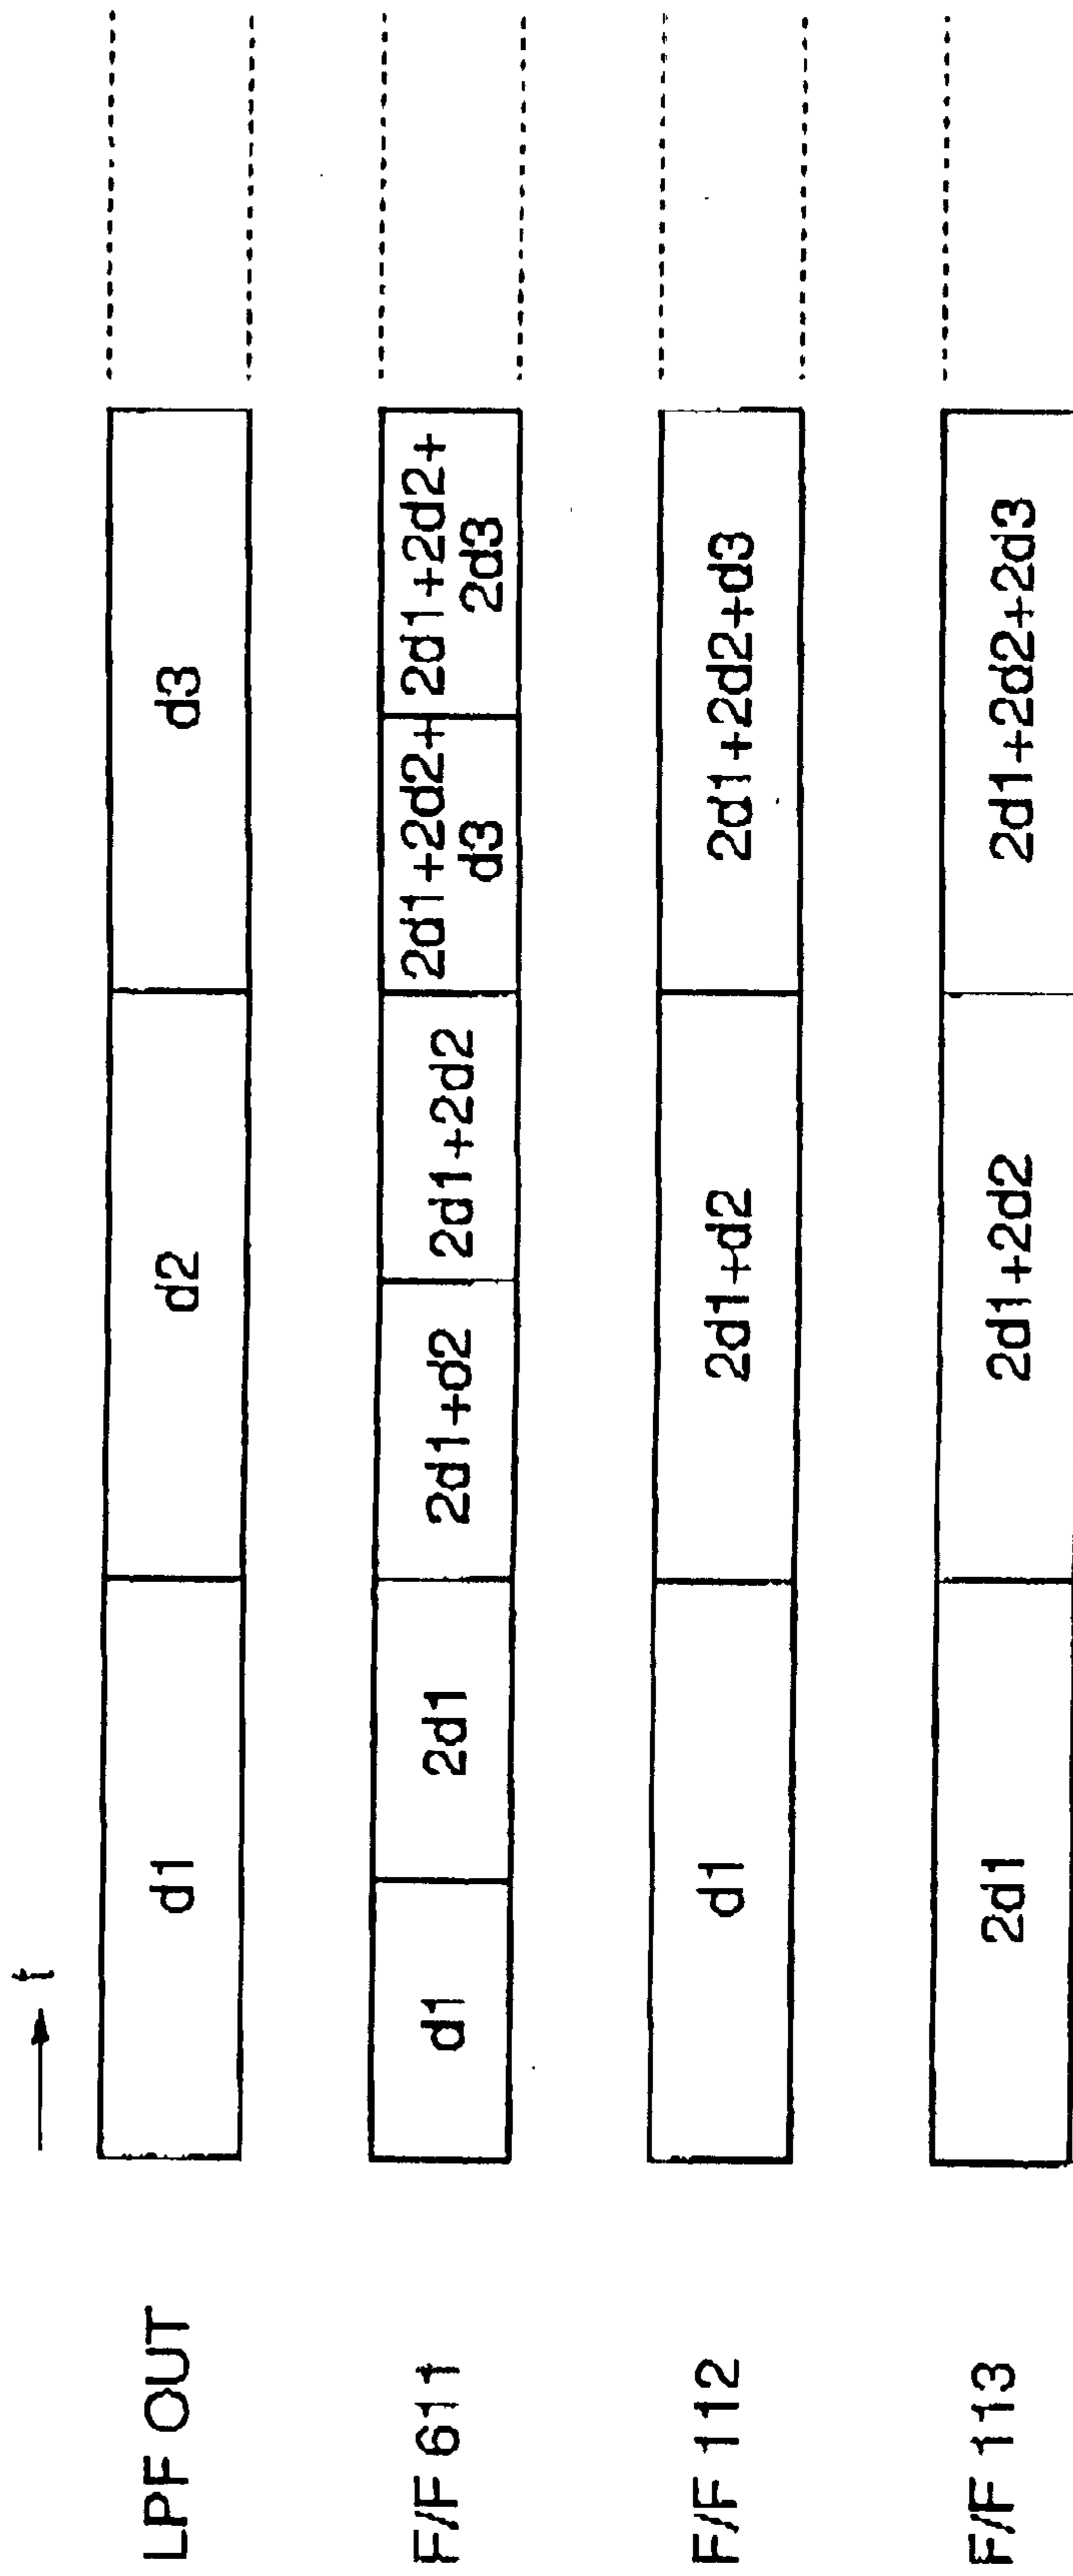 t
LPF OUT
d1
d2
d3
F/F 611
d1
2d1
2d1+d2
2d1+2d2
2d1+2d2+
d3
2d1+2d2+
2d3
F/F 112
d1
2d1+d2
2d1+2d2+d3
F/F 113
2d1
2d1+2d2
2d1+2d2+2d3